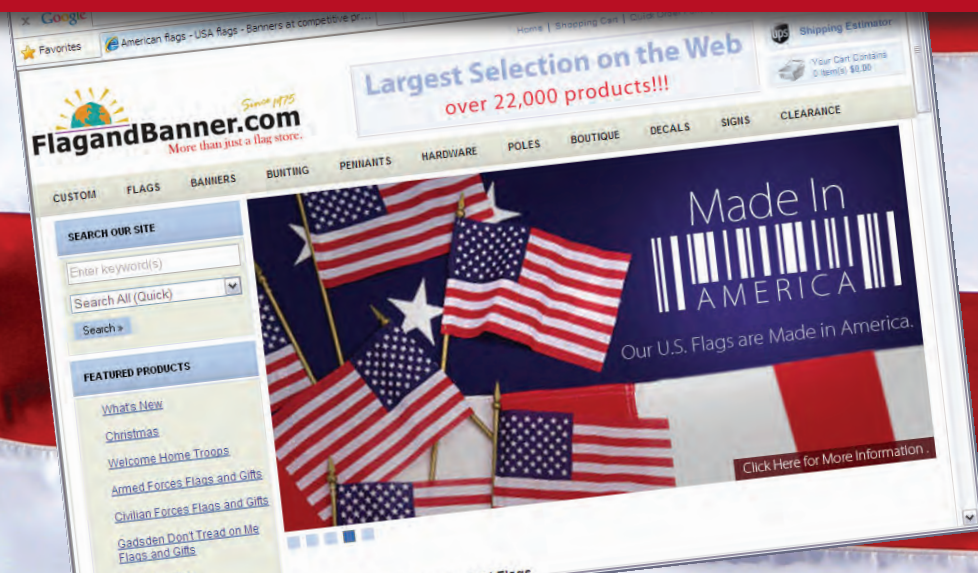 x Google
Favorites
American flags - USA flags - Banners at competitive pr...
Home | Shopping Cart | Quick Order
ups Shipping Estimator
Your Cart Contains
0 item(s) $0.00
Largest Selection on the Web
over 22,000 products!!!
Since 1975
FlagandBanner.com
More than just a flag store.
CUSTOM FLAGS BANNERS BUNTING PENNANTS HARDWARE POLES BOUTIQUE DECALS SIGNS CLEARANCE
SEARCH OUR SITE
Enter keyword(s)
Search All (Quick)
Search »
FEATURED PRODUCTS
What's New
Christmas
Welcome Home Troops
Armed Forces Flags and Gifts
Civilian Forces Flags and Gifts
Gadsden Don't Tread on Me
Flags and Gifts
Made In
AMERICA
Our U.S. Flags are Made in America.
Click Here for More Information .
Flags